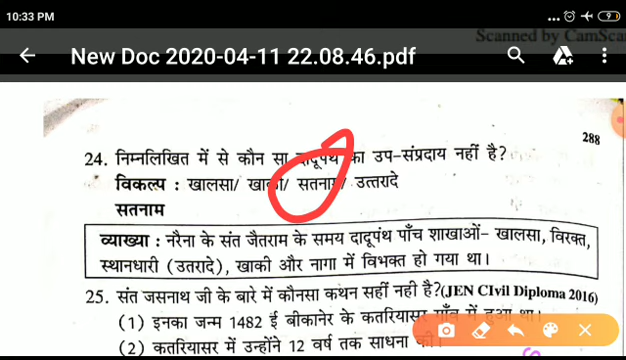 10:33 PM
9
Scanned by CamScan
New Doc 2020-04-11 22.08.46.pdf
288
24. निम्नलिखित में से कौन सा दादूपंथ का उप-संप्रदाय नहीं है?
विकल्प : खालसा/ खाकी/ सतनाम/ उत्तरादे
सतनाम
व्याख्या : नरैना के संत जैतराम के समय दादूपंथ पाँच शाखाओं- खालसा, विरक्त,
स्थानधारी (उतरादे), खाकी और नागा में विभक्त हो गया था।
25. संत जसनाथ जी के बारे में कौनसा कथन सहीं नही है?(JEN CIvil Diploma 2016)
(1) इनका जन्म 1482 ई बीकानेर के कतरियासर गाँव में हुआ था।
(2) कतरियासर में उन्होंने 12 वर्ष तक साधना की।